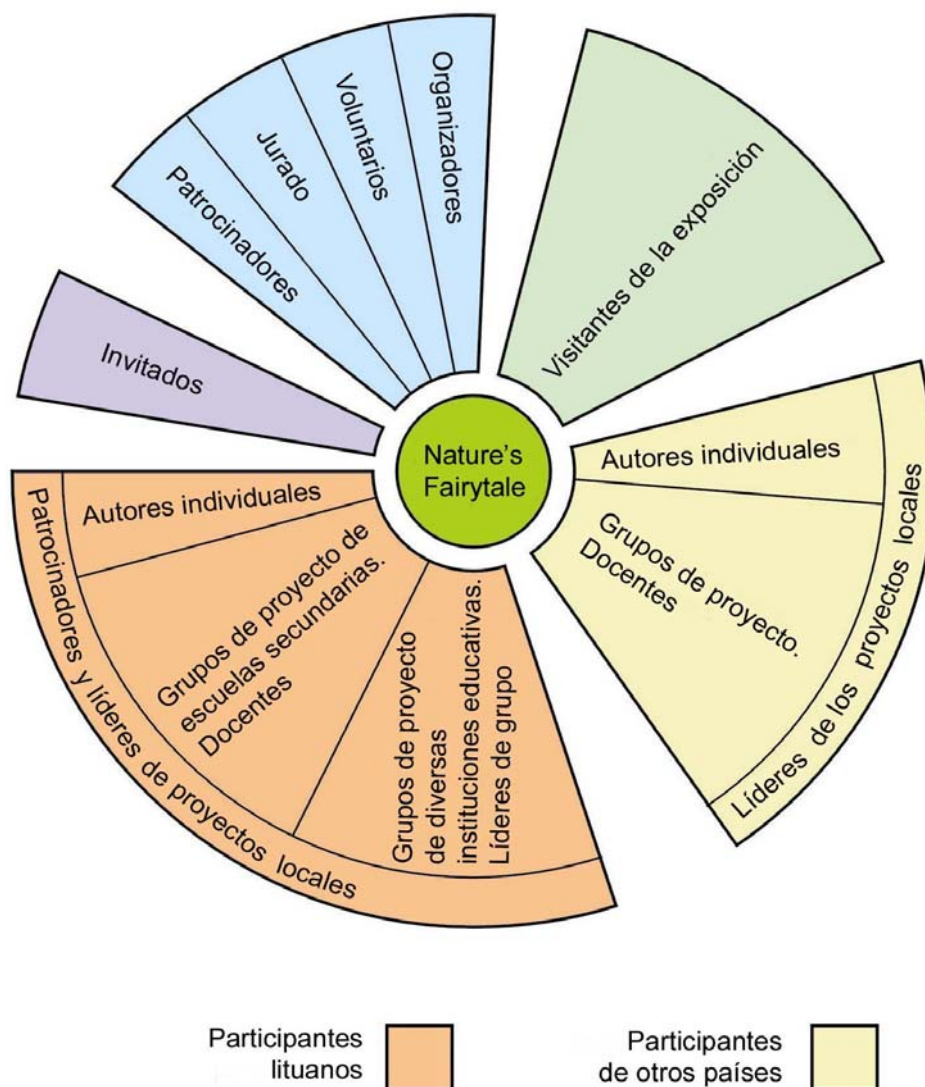 Organizadores
Voluntarios
Jurado
Patrocinadores
Visitantes de la exposición
Invitados
Nature's
Fairytale
Autores individuales
Grupos de proyecto.
Docentes
Líderes de los proyectos locales
Autores individuales
Grupos de proyecto de
escuelas secundarias.
Docentes
Grupos de proyecto
de diversas
instituciones educativas.
Líderes de grupo
Patrocinadores y líderes de proyectos locales
Participantes
lituanos
Participantes
de otros países